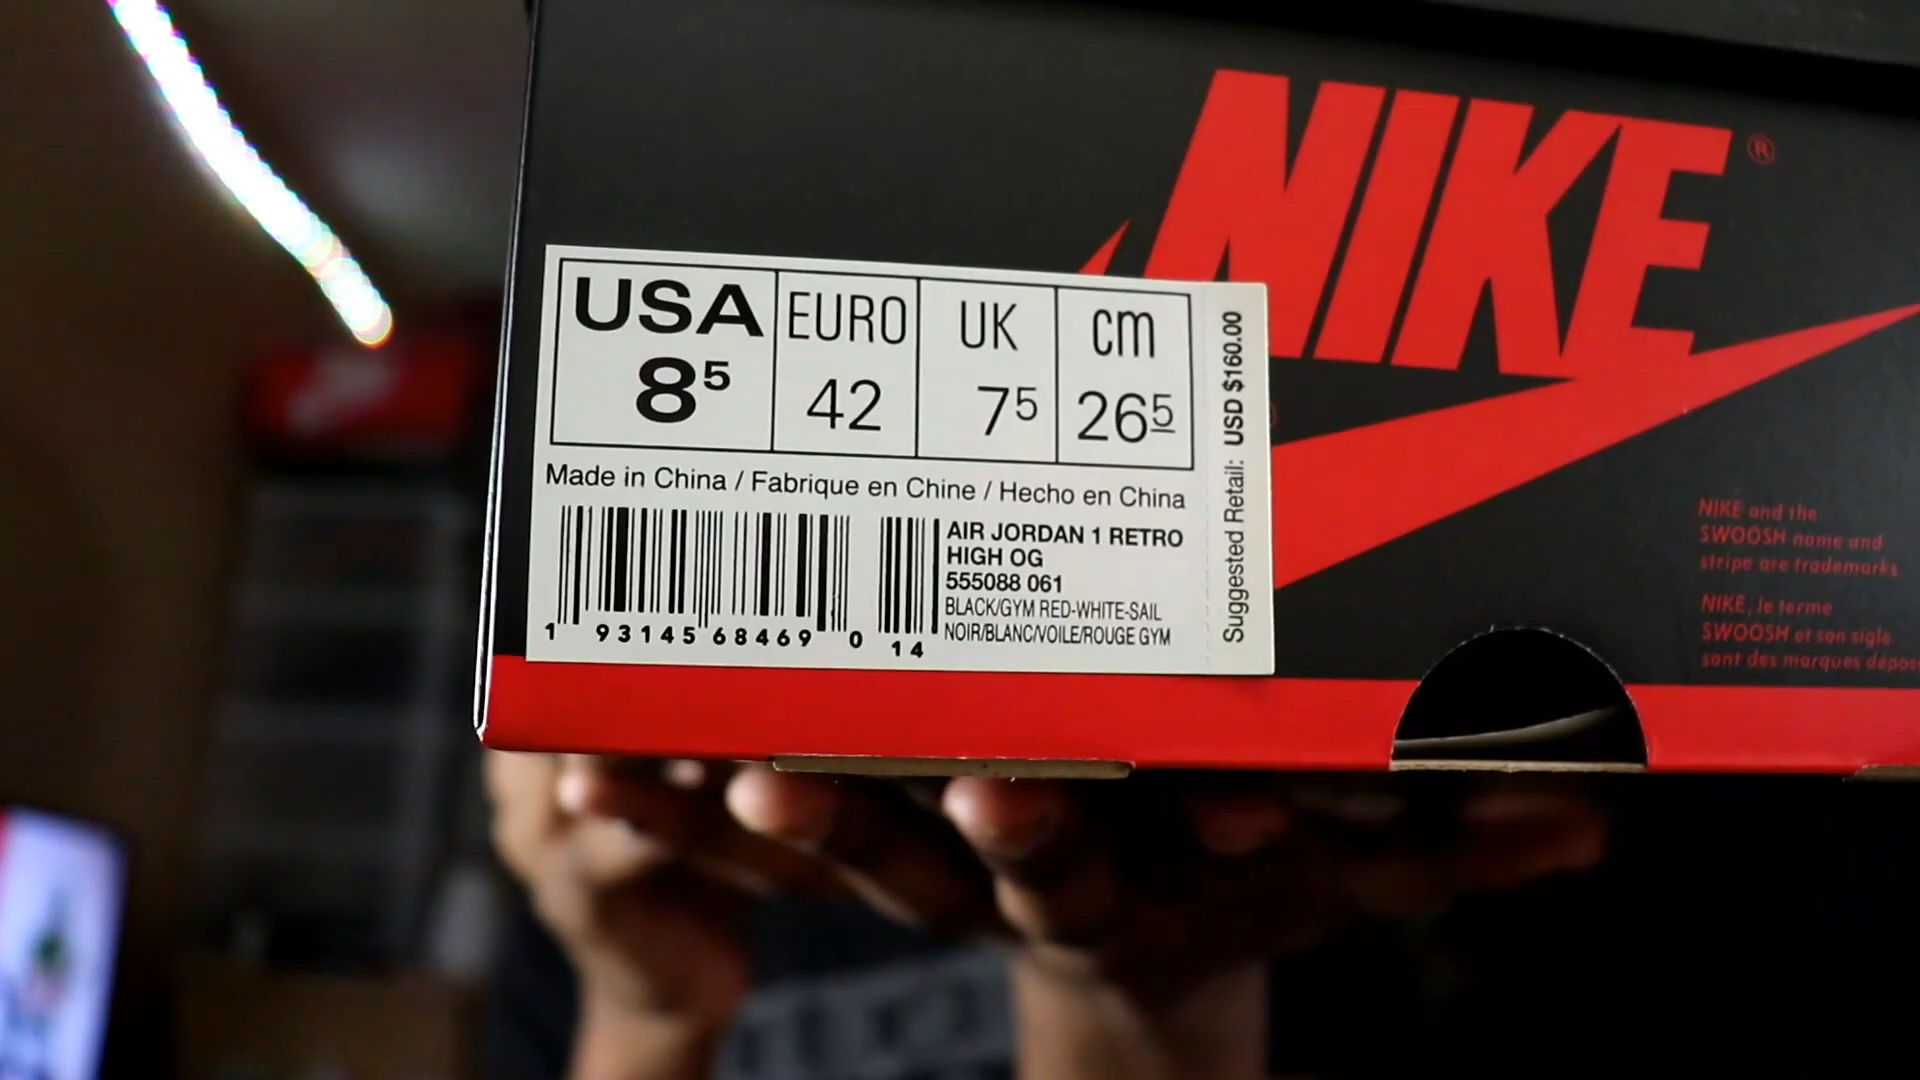 NIKE®
USA EURO UK cm
8⁵ 42 7⁵ 26⁵
Made in China / Fabrique en Chine / Hecho en China
AIR JORDAN 1 RETRO
HIGH OG
555088 061
BLACK/GYM RED-WHITE-SAIL
NOIR/BLANC/VOILE/ROUGE GYM
1 93145 68469 0 14
Suggested Retail: USD $160.00
NIKE and the
SWOOSH name and
stripe are trademarks.
NIKE, le terme
SWOOSH et son sigle
sont des marques dépos